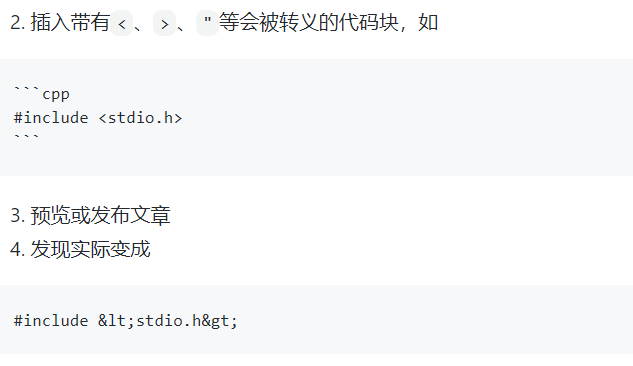 2. 插入带有 <、>、" 等会被转义的代码块，如
```cpp
#include <stdio.h>
```
3. 预览或发布文章
4. 发现实际变成
#include &lt;stdio.h&gt;